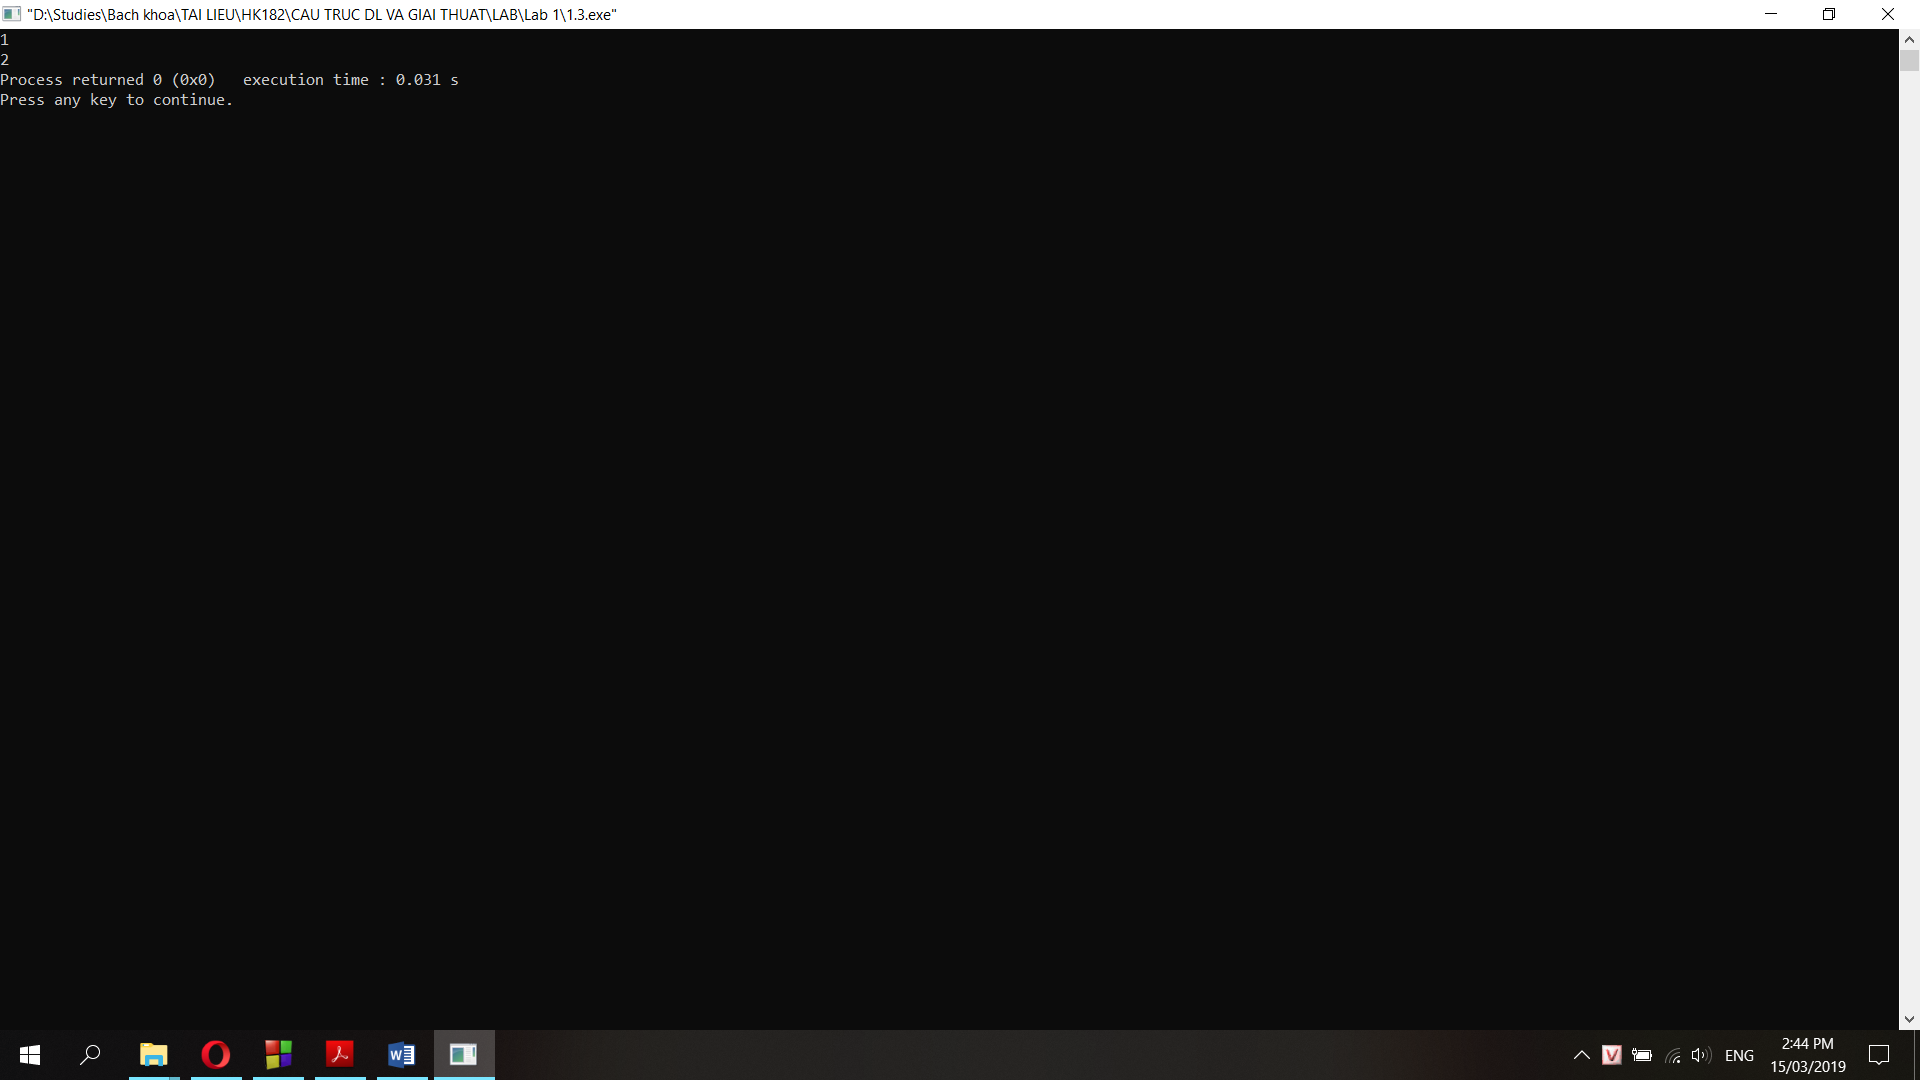 "D:\Studies\Bach khoa\TAI LIEU\HK182\CAU TRUC DL VA GIAI THUAT\LAB\Lab 1\1.3.exe"
1
2
Process returned 0 (0x0)   execution time : 0.031 s
Press any key to continue.
ENG
2:44 PM
15/03/2019